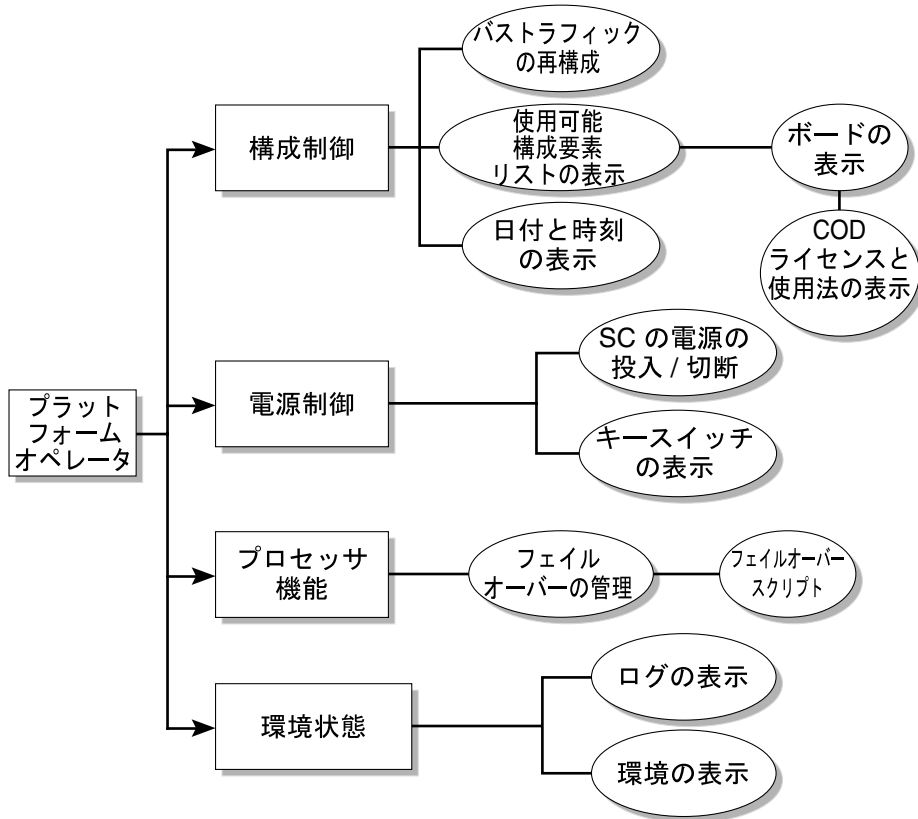 プラット
フォーム
オペレータ
構成制御
バストラフィック
の再構成
使用可能
構成要素
リストの表示
ボードの
表示
COD
ライセンスと
使用法の表示
日付と時刻
の表示
電源制御
SC の電源の
投入 / 切断
キースイッチ
の表示
プロセッサ
機能
フェイル
オーバーの管理
フェイルオーバー
スクリプト
環境状態
ログの表示
環境の表示